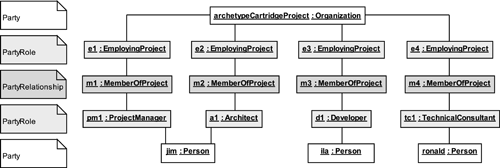 Party
archetypeCartridgeProject : Organization
PartyRole
e1 : EmployingProject
e2 : EmployingProject
e3 : EmployingProject
e4 : EmployingProject
PartyRelationship
m1 : MemberOfProject
m2 : MemberOfProject
m3 : MemberOfProject
m4 : MemberOfProject
PartyRole
pm1 : ProjectManager
a1 : Architect
d1 : Developer
tc1 : TechnicalConsultant
Party
jim : Person
ila : Person
ronald : Person